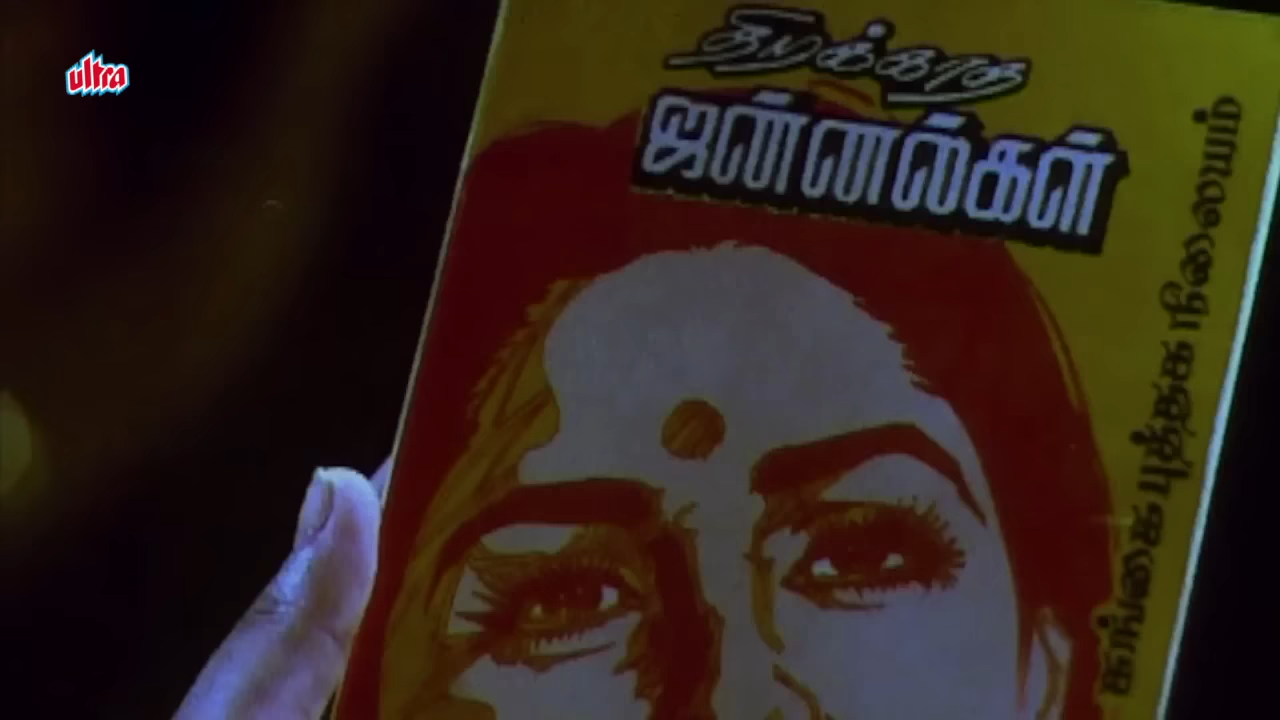 ultra
திறக்காத
ஜன்னல்கள்
கங்கை புத்தக நிலையம்